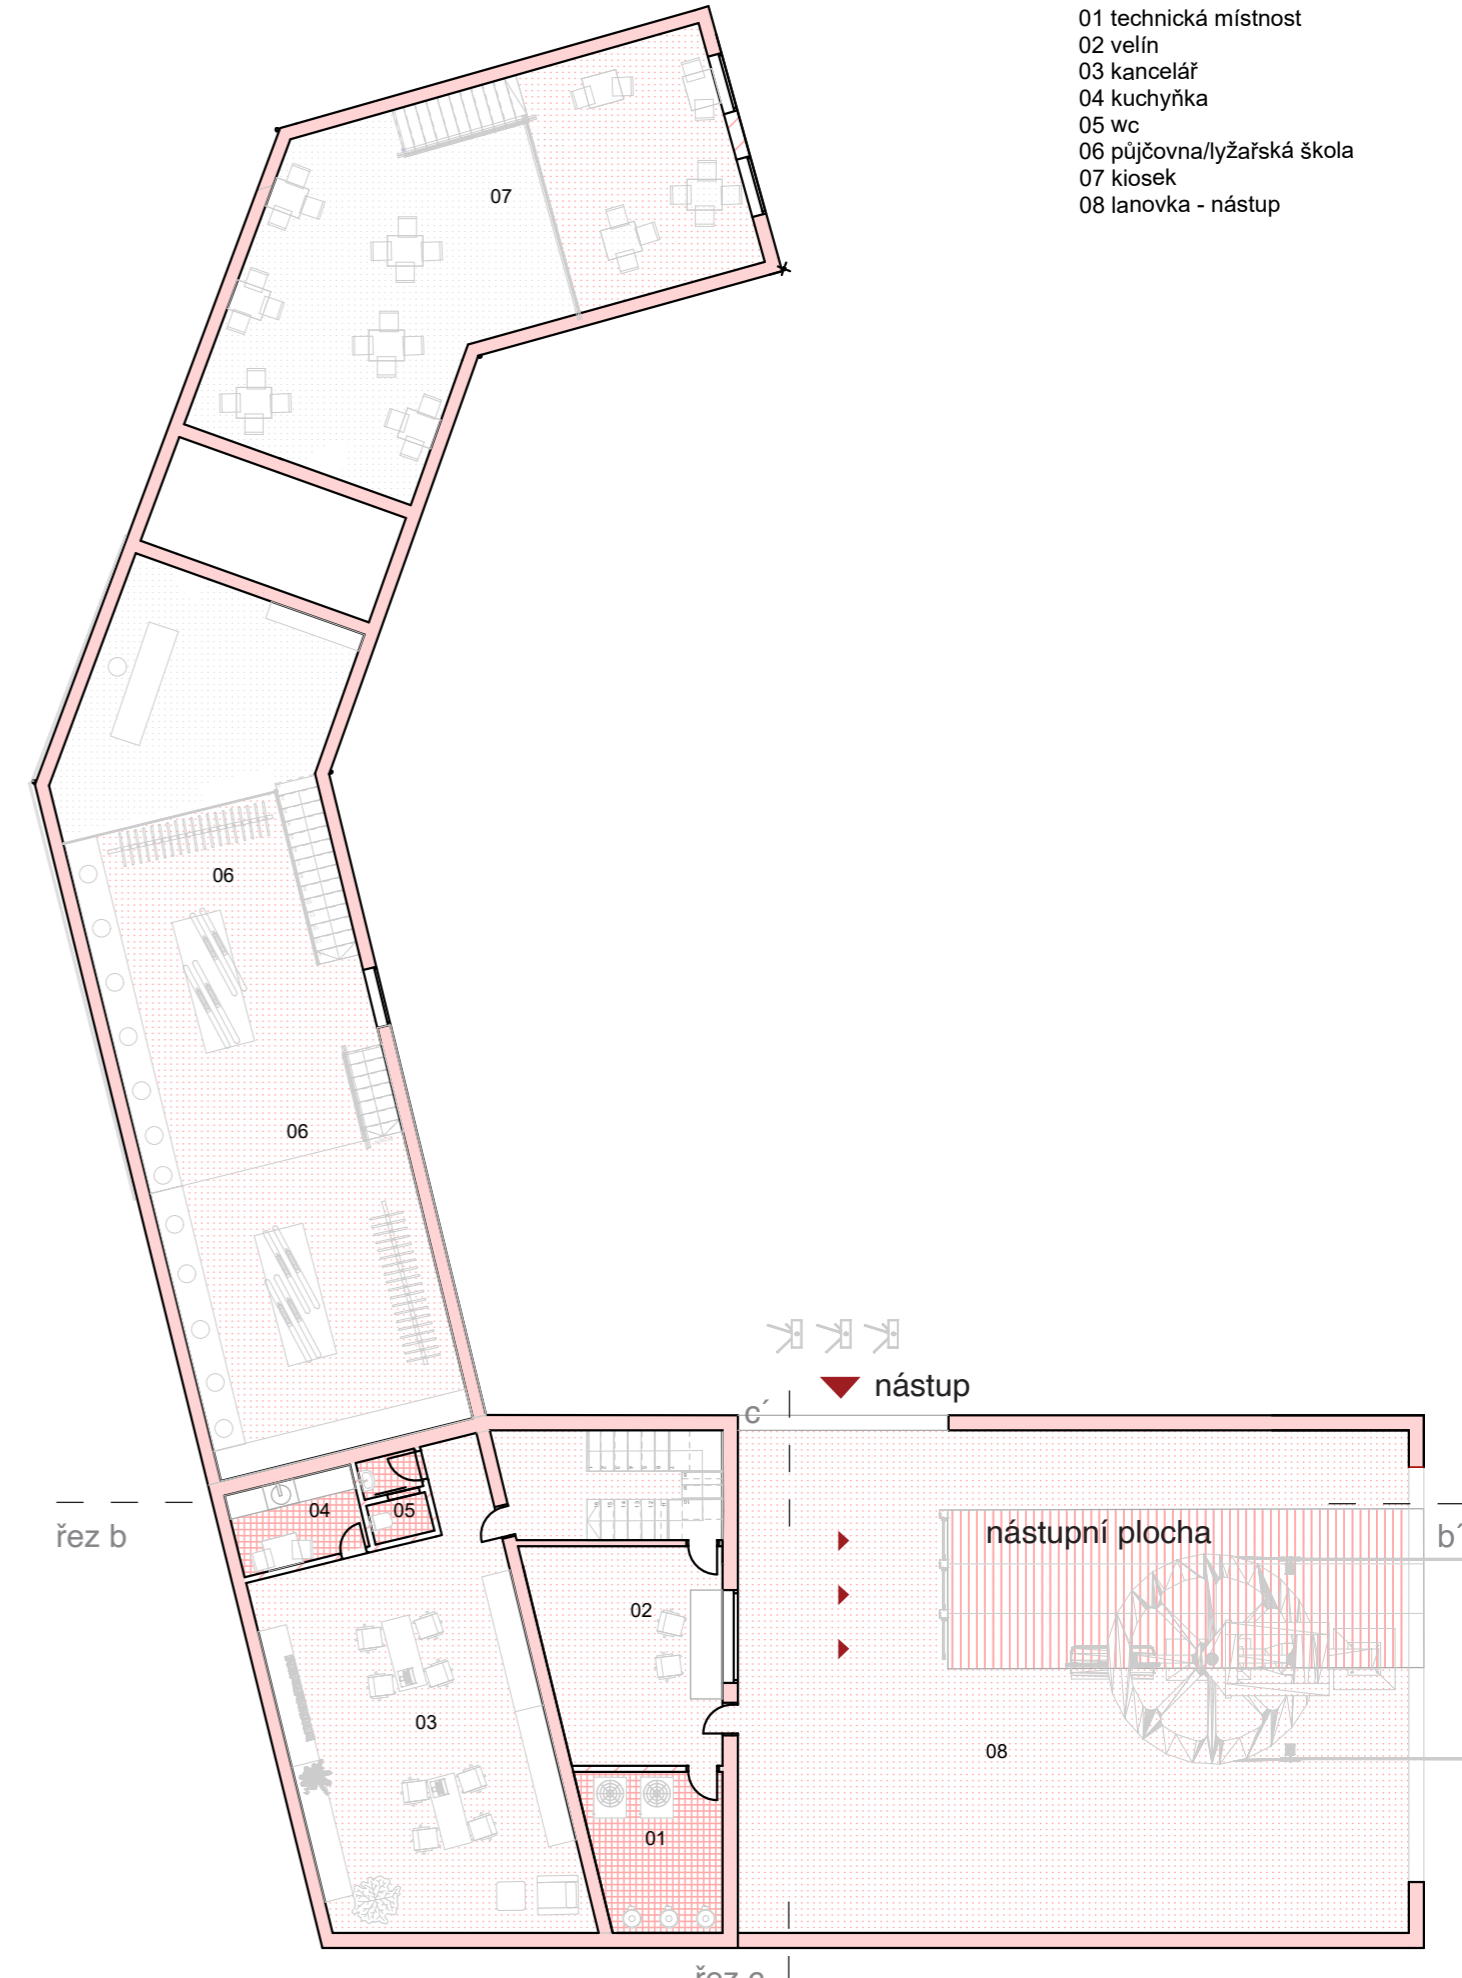 01 technická místnost
02 velín
03 kancelář
04 kuchyňka
05 wc
06 půjčovna/lyžařská škola
07 kiosek
08 lanovka - nástup
07
06
06
nástup
c´
04
05
řez b
nástupní plocha
b´
02
03
08
01
řez c